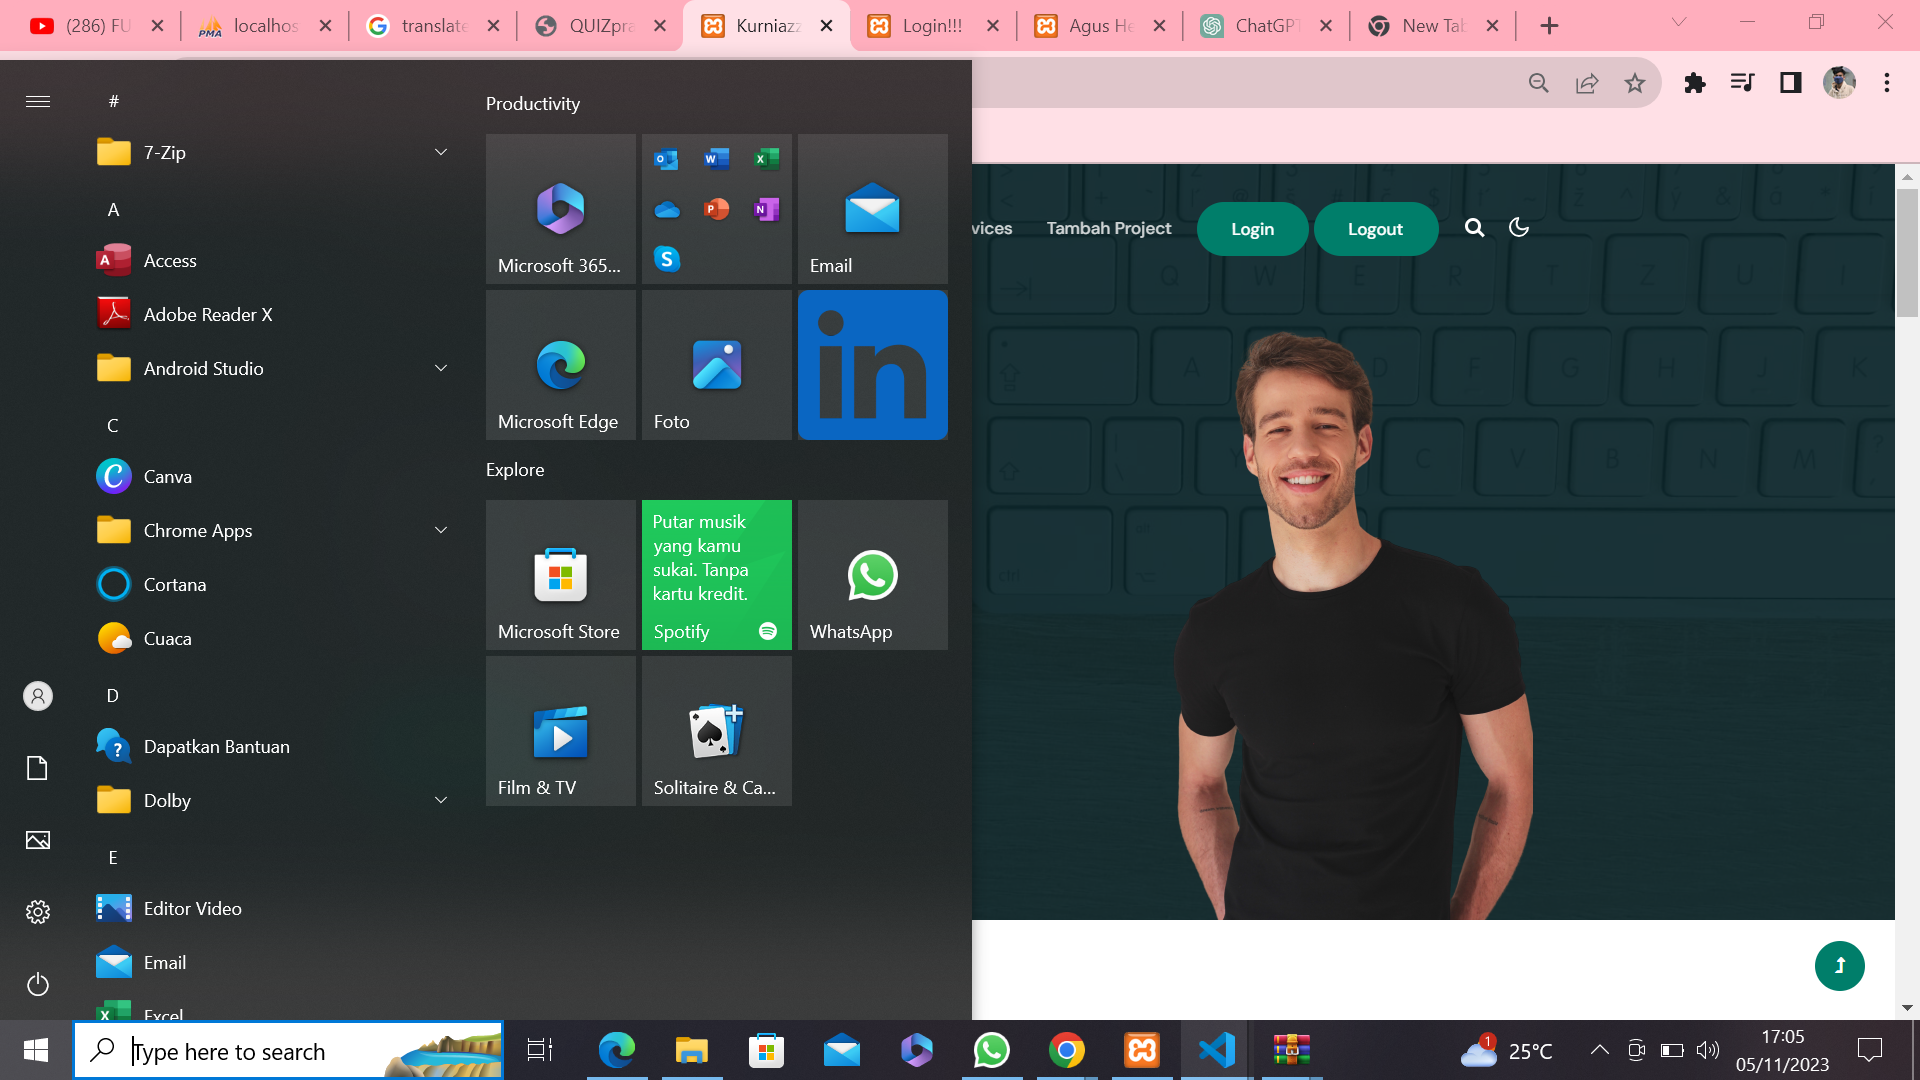 (286) FU
localhos
translate
QUIZpra
Kurniazz
Login!!!
Agus He
ChatGPT
New Tab
#
7-Zip
A
Access
Adobe Reader X
Android Studio
C
Canva
Chrome Apps
Cortana
Cuaca
D
Dapatkan Bantuan
Dolby
E
Editor Video
Email
Excel
Productivity
Microsoft 365...
Email
Microsoft Edge
Foto
in
Explore
Microsoft Store
Putar musik
yang kamu
sukai. Tanpa
kartu kredit.
Spotify
WhatsApp
Film & TV
Solitaire & Ca...
vices
Tambah Project
Login
Logout
Type here to search
1
25°C
17:05
05/11/2023